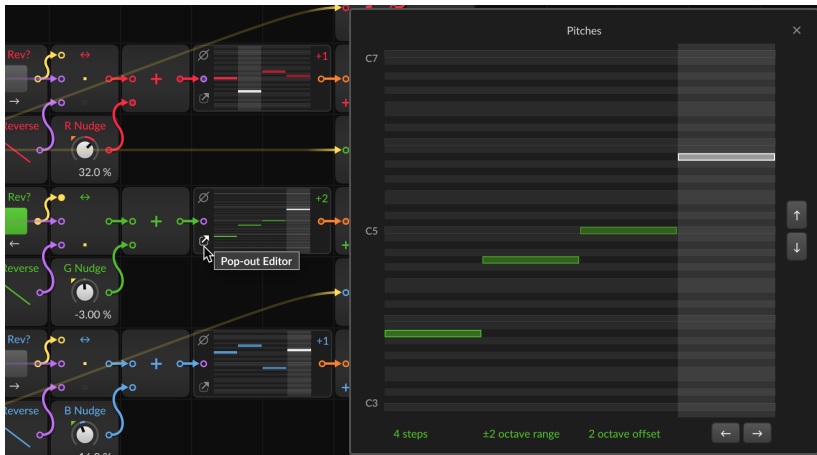 Rev?
↔
+
+1
→
Reverse
R Nudge
32.0 %
Rev?
↔
+
+2
←
Pop-out Editor
Reverse
G Nudge
-3.00 %
Rev?
↔
+
+1
→
Reverse
B Nudge
Pitches
×
C7
C5
↑
↓
C3
4 steps
±2 octave range
2 octave offset
←
→